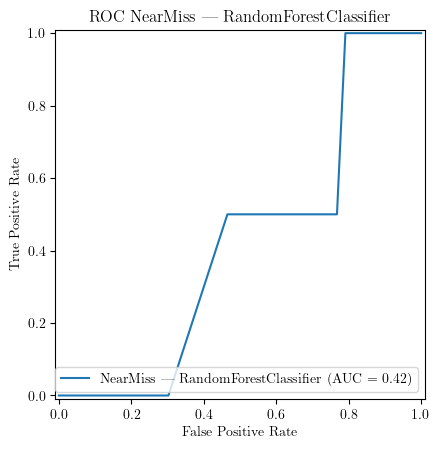 ROC NearMiss — RandomForestClassifier
1.0
0.8
0.6
0.4
0.2
0.0
True Positive Rate
NearMiss — RandomForestClassifier (AUC = 0.42)
0.0 0.2 0.4 0.6 0.8 1.0
False Positive Rate